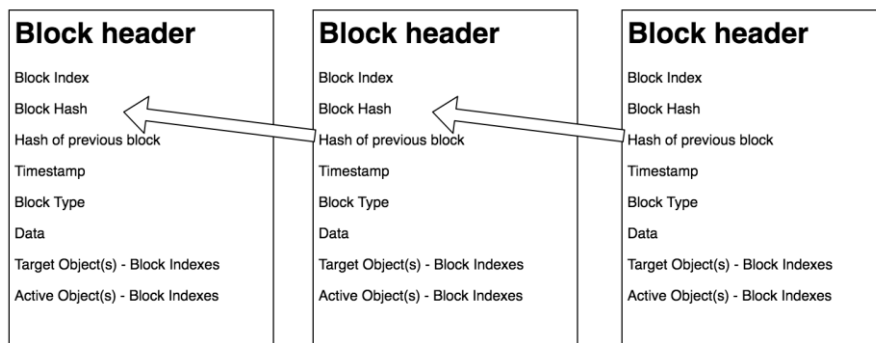 Block header
Block Index
Block Hash
Hash of previous block
Timestamp
Block Type
Data
Target Object(s) - Block Indexes
Active Object(s) - Block Indexes
Block header
Block Index
Block Hash
Hash of previous block
Timestamp
Block Type
Data
Target Object(s) - Block Indexes
Active Object(s) - Block Indexes
Block header
Block Index
Block Hash
Hash of previous block
Timestamp
Block Type
Data
Target Object(s) - Block Indexes
Active Object(s) - Block Indexes